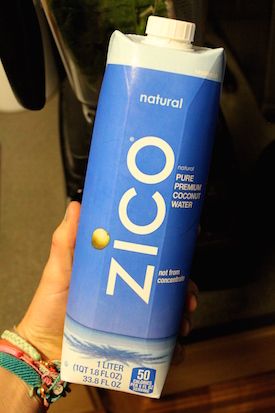 natural
ZICO
natural
PURE
PREMIUM
COCONUT
WATER
not from
concentrate
1 LITER
(1QT 1.8 FL OZ)
33.8 FL OZ
50